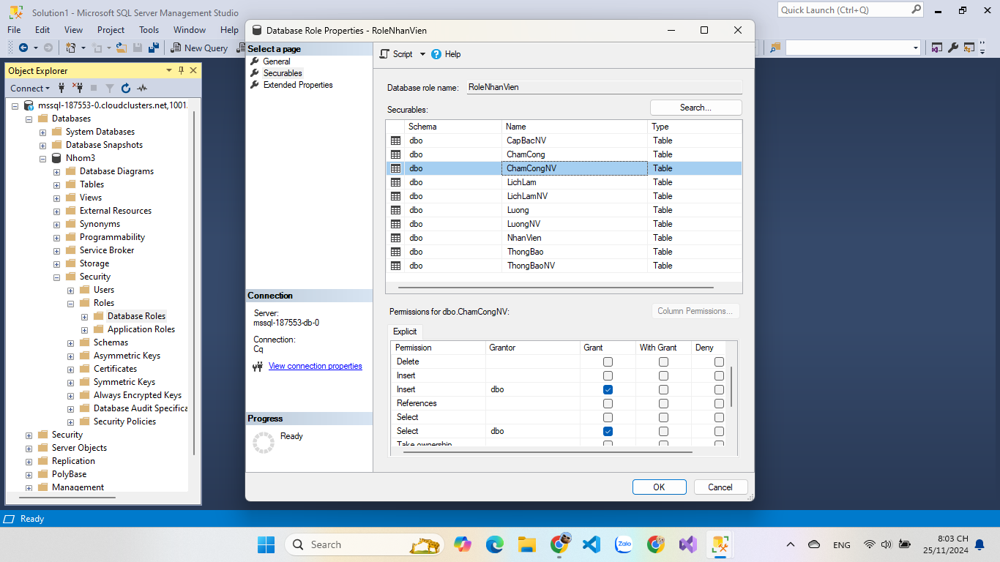 Solution1 - Microsoft SQL Server Management Studio
Quick Launch (Ctrl+Q)
File Edit View Project Tools Window Help
New Query
Object Explorer
Connect
mssql-187553-0.cloudclusters.net,1001
Databases
System Databases
Database Snapshots
Nhom3
Database Diagrams
Tables
Views
External Resources
Synonyms
Programmability
Service Broker
Storage
Security
Users
Roles
Database Roles
Application Roles
Schemas
Asymmetric Keys
Certificates
Symmetric Keys
Always Encrypted Keys
Database Audit Specifica
Security Policies
Security
Server Objects
Replication
PolyBase
Management
Database Role Properties - RoleNhanVien
Select a page
General
Securables
Extended Properties
Connection
Server:
mssql-187553-db-0
Connection:
Cq
View connection properties
Progress
Ready
Script Help
Database role name: RoleNhanVien
Securables: Search...
Schema Name Type
dbo CapBacNV Table
dbo ChamCong Table
dbo ChamCongNV Table
dbo LichLam Table
dbo LichLamNV Table
dbo Luong Table
dbo LuongNV Table
dbo NhanVien Table
dbo ThongBao Table
dbo ThongBaoNV Table
Permissions for dbo.ChamCongNV: Column Permissions...
Explicit
Permission Grantor Grant With Grant Deny
Delete
Insert
Insert dbo
References
Select
Select dbo
Take ownership
OK Cancel
Ready
Search
Zalo
ENG
8:03 CH
25/11/2024